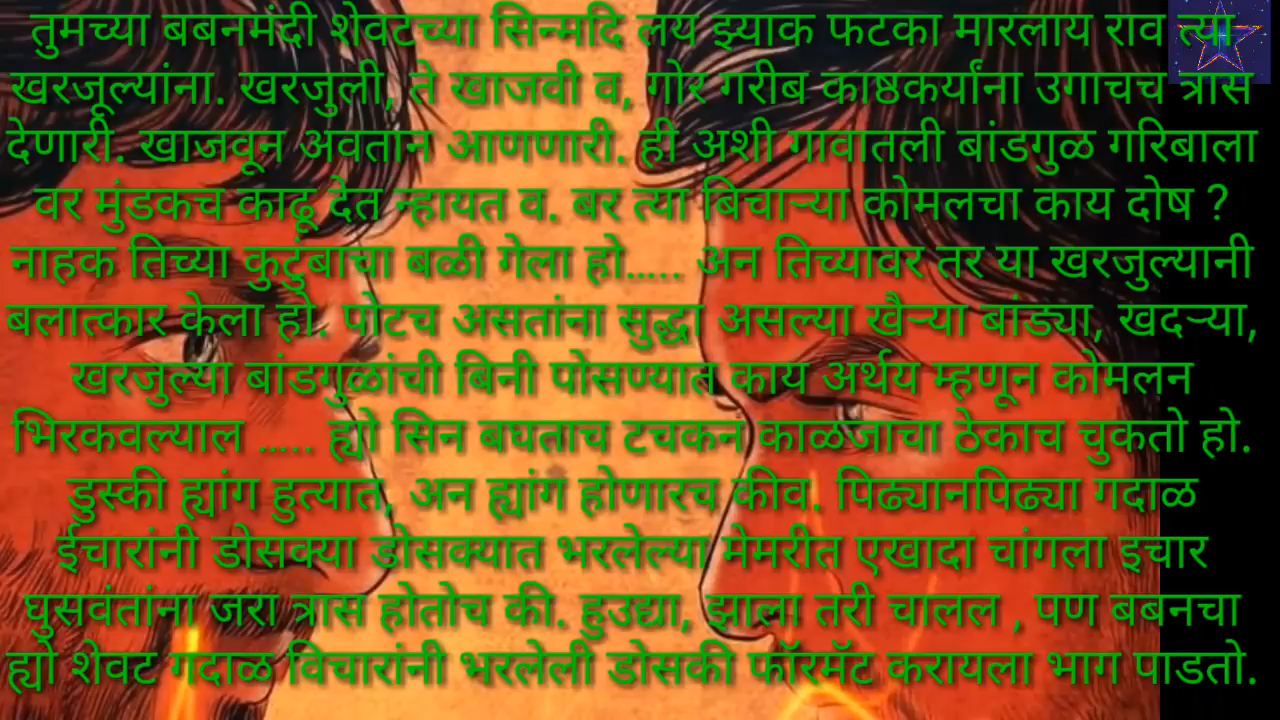 तुमच्या बबनमंदी शेवटच्या सिन्मदि लय झ्याक फटका मारलाय राव त्या
खरजूल्यांना. खरजुली, ते खाजवी व, गोर गरीब काष्ठकर्यांना उगाचच त्रास
देणारी. खाजवून अवतान आणणारी. ही अशी गावातली बांडगुळ गरिबाला
वर मुंडकच काढू देत न्हायत व. बर त्या बिचाऱ्या कोमलचा काय दोष ?
नाहक तिच्या कुटुंबाचा बळी गेला हो..... अन तिच्यावर तर या खरजुल्यानी
बलात्कार केला हो. पोटच असतांना सुद्धा असल्या खैऱ्या बांड्या, खदऱ्या,
खरजुल्या बांडगुळांची बिनी पोसण्यात काय अर्थय म्हणून कोमलन
भिरकवल्याल ..... ह्यो सिन बघताच टचकन काळजाचा ठेकाच चुकतो हो.
डुस्की ह्यांग हुत्यात, अन ह्यांग होणारच कीव. पिढ्यानपिढ्या गदाळ
ईचारांनी डोसक्या डोसक्यात भरलेल्या मेमरीत एखादा चांगला इचार
घुसवंतांना जरा त्रास होतोच की. हुउद्या, झाला तरी चालल , पण बबनचा
ह्यो शेवट गदाळ विचारांनी भरलेली डोसकी फॉरमॅट करायला भाग पाडतो.